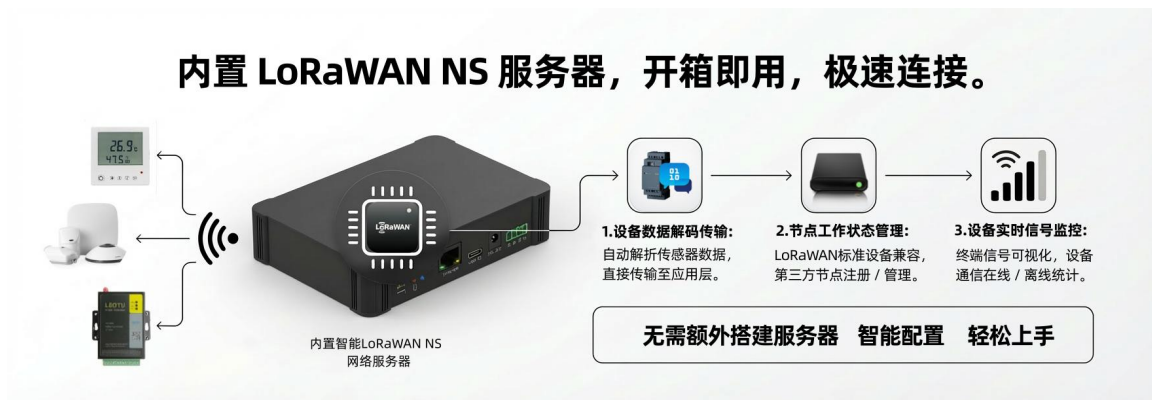 内置 LoRaWAN NS 服务器，开箱即用，极速连接。
26.9
47.5
LoRaWAN
内置智能LoRaWAN NS
网络服务器
01
10
1.设备数据解码传输:
自动解折传感器数据,
直接传输至应用层。
2.节点工作状态管理:
LoRaWAN标准设备兼容,
第三方节点注册 / 管理。
3.设备实时信号监控:
终端信号可视化，设备
通信在线 / 离线统计。
无需额外搭建服务器 智能配置 轻松上手